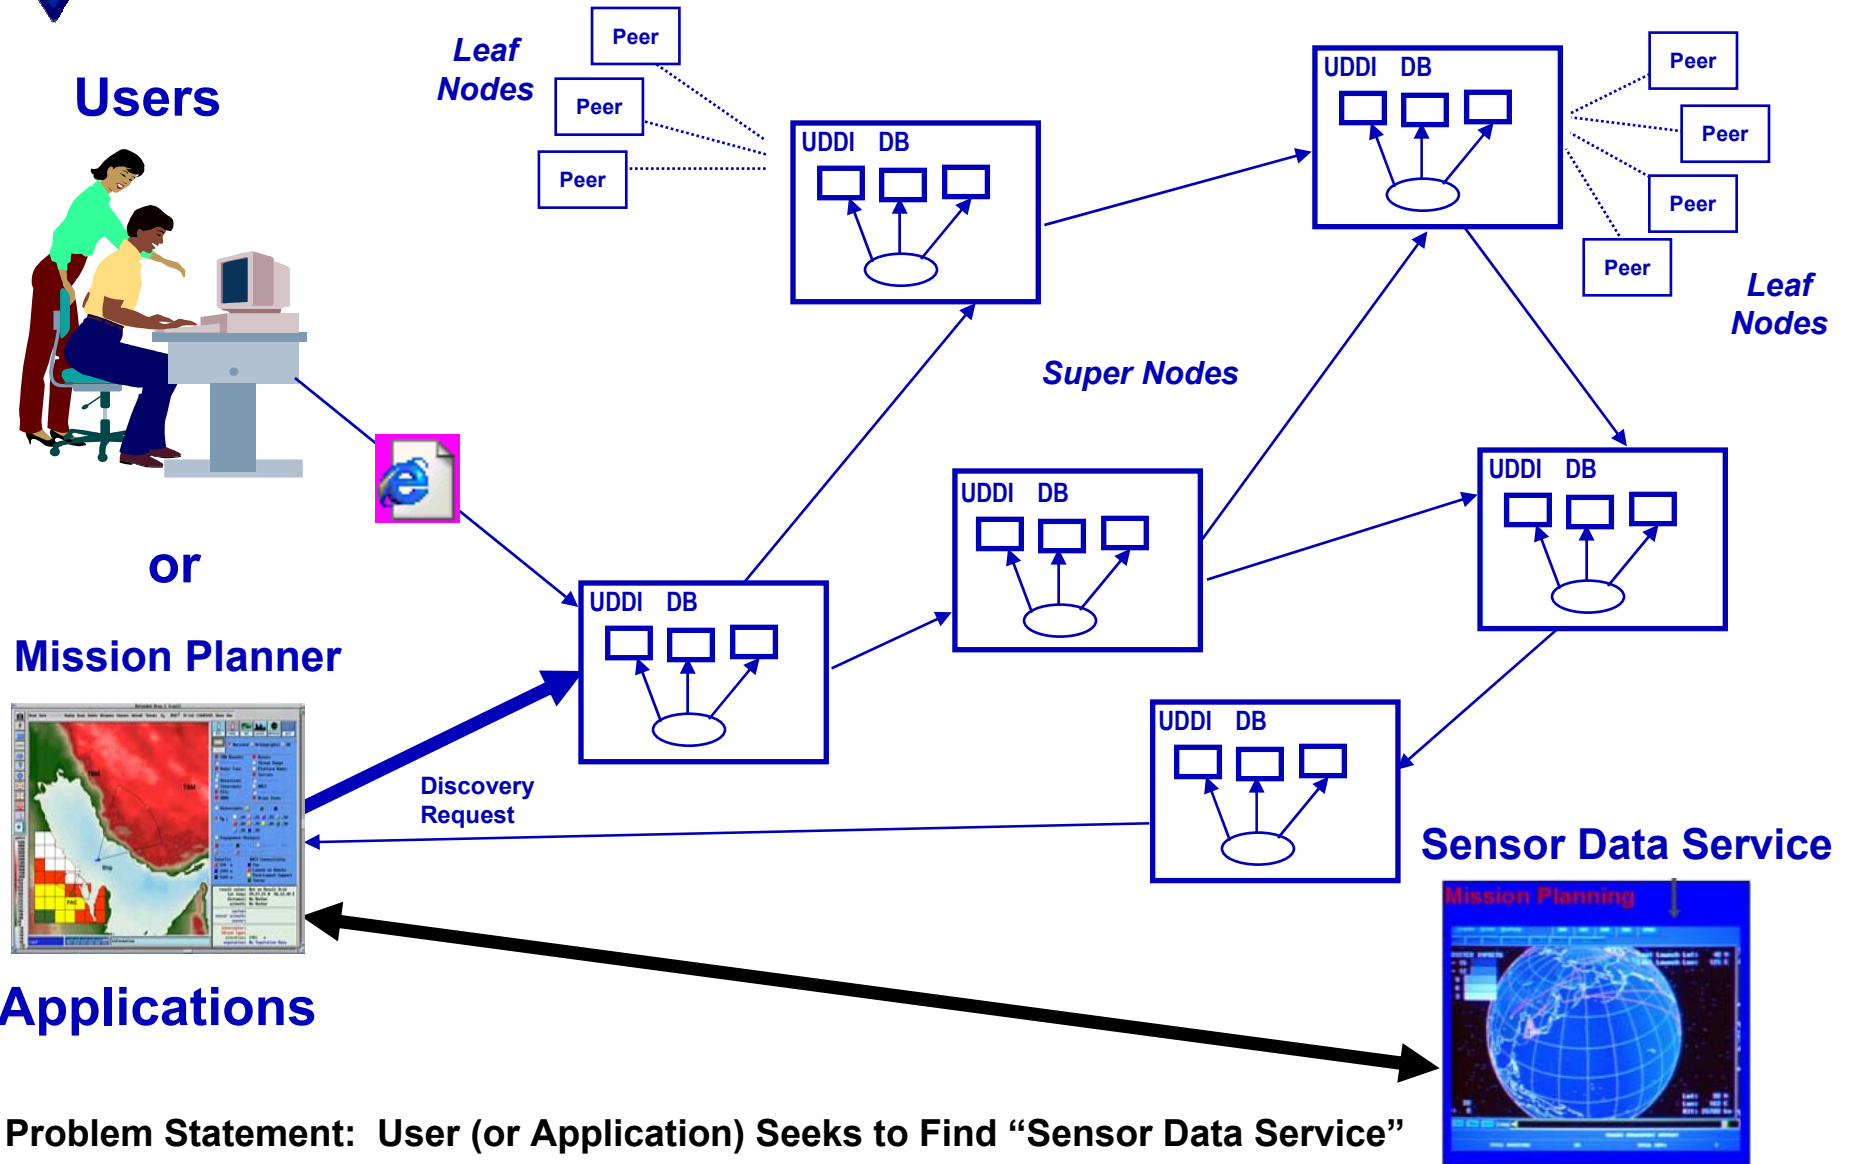 Users
or
Mission Planner
Applications
Leaf
Nodes
Peer
Peer
Peer
UDDI DB
UDDI DB
Peer
Peer
Peer
Peer
Leaf
Nodes
Super Nodes
UDDI DB
UDDI DB
UDDI DB
UDDI DB
Discovery
Request
Sensor Data Service
Mission Planning
Problem Statement: User (or Application) Seeks to Find “Sensor Data Service”